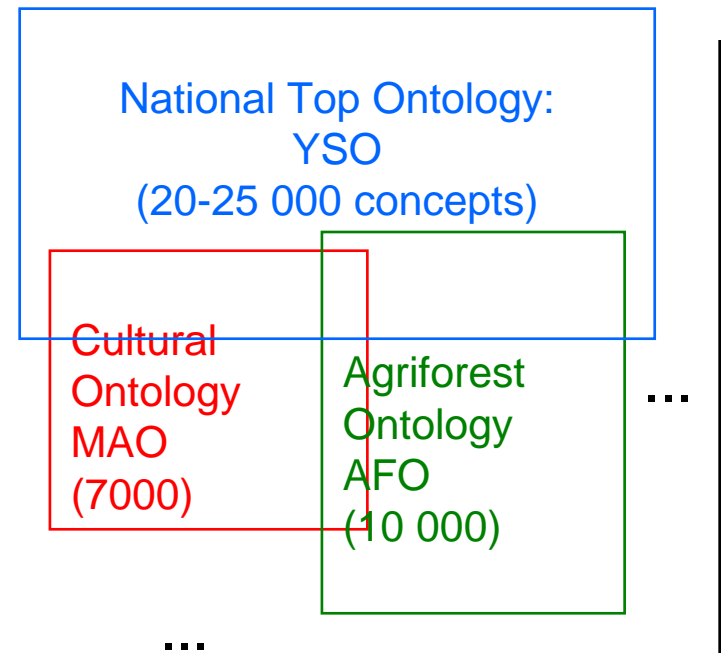 National Top Ontology:
YSO
(20-25 000 concepts)
Cultural
Ontology
MAO
(7000)
Agriforest
Ontology
AFO
(10 000)
...
...